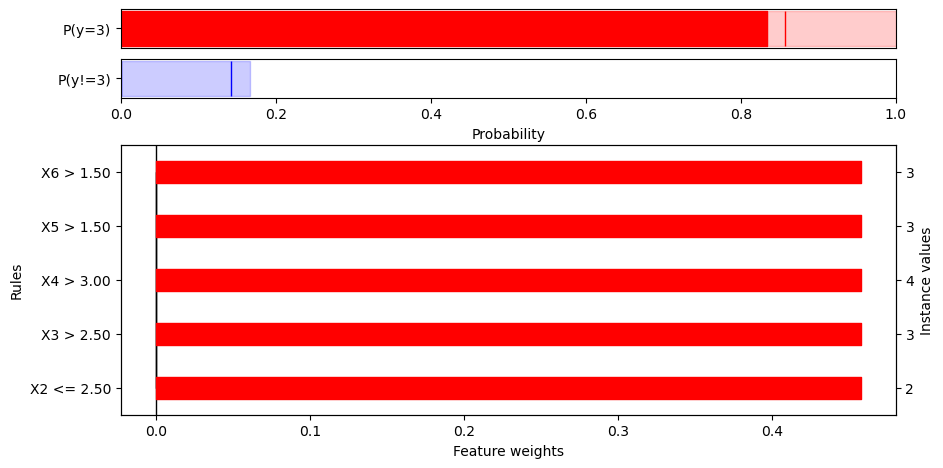 P(y=3)
P(y!=3)
0.0 0.2 0.4 0.6 0.8 1.0
Probability
X6 > 1.50 3
X5 > 1.50 3
X4 > 3.00 4
X3 > 2.50 3
X2 <= 2.50 2
Rules
Instance values
0.0 0.1 0.2 0.3 0.4
Feature weights